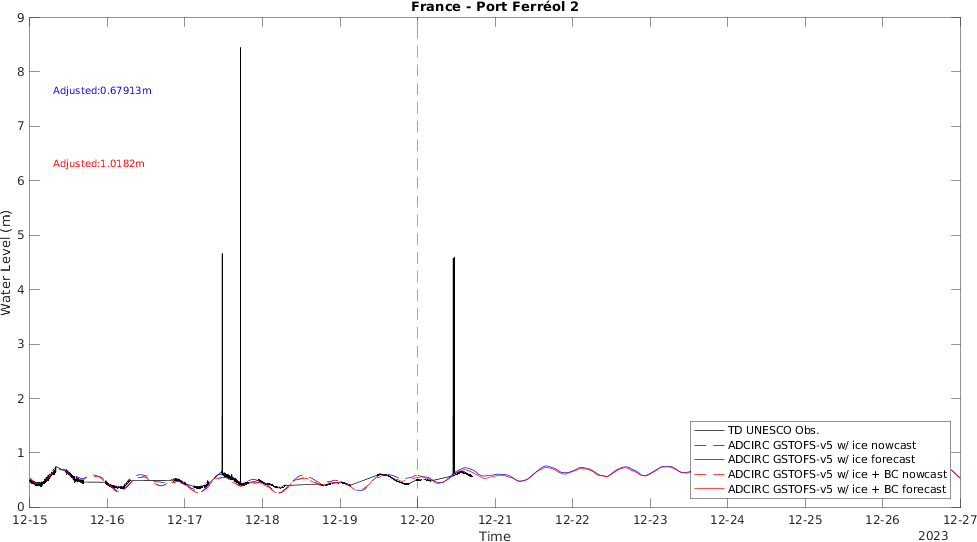 France - Port Ferréol 2
9
8
7
6
5
4
3
2
1
0
Water Level (m)
Adjusted:0.67913m
Adjusted:1.0182m
TD UNESCO Obs.
ADCIRC GSTOFS-v5 w/ ice nowcast
ADCIRC GSTOFS-v5 w/ ice forecast
ADCIRC GSTOFS-v5 w/ ice + BC nowcast
ADCIRC GSTOFS-v5 w/ ice + BC forecast
12-15 12-16 12-17 12-18 12-19 12-20 12-21 12-22 12-23 12-24 12-25 12-26 12-27
Time
2023